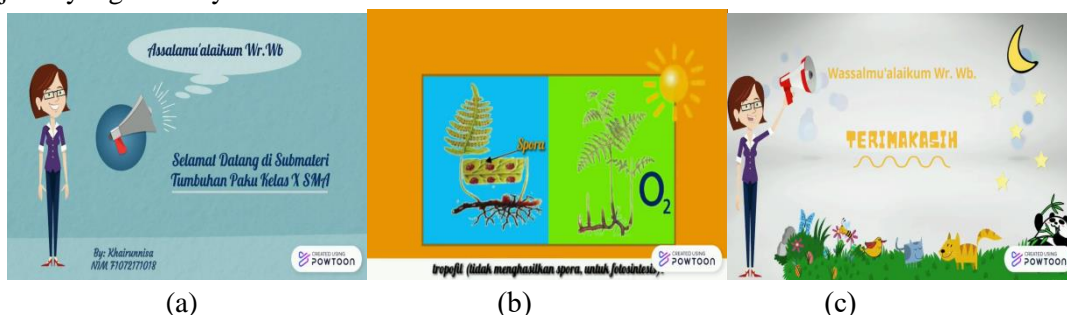 Assalamu'alaikum Wr.Wb
Selamat Datang di Submateri
Tumbuhan Paku Kelas X SMA
By: Khairunnisa
NIM F1072171018
CREATED USING
POWTOON
Spora
O2
tropofil (tidak menghasilkan spora, untuk fotosintesis).
CREATED USING
POWTOON
Wassalmu'alaikum Wr. Wb.
TERIMAKASIH
CREATED USING
POWTOON
(a) (b) (c)